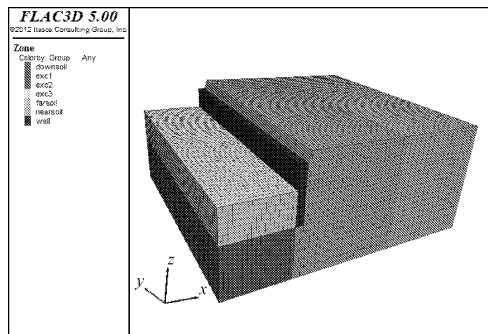 FLAC3D 5.00
©2012 Itasca Consulting Group, Inc.
Zone
Colorby: Group Any
downsoil
exc1
exc2
exc3
farsoil
nearsoil
wall
z
y
x